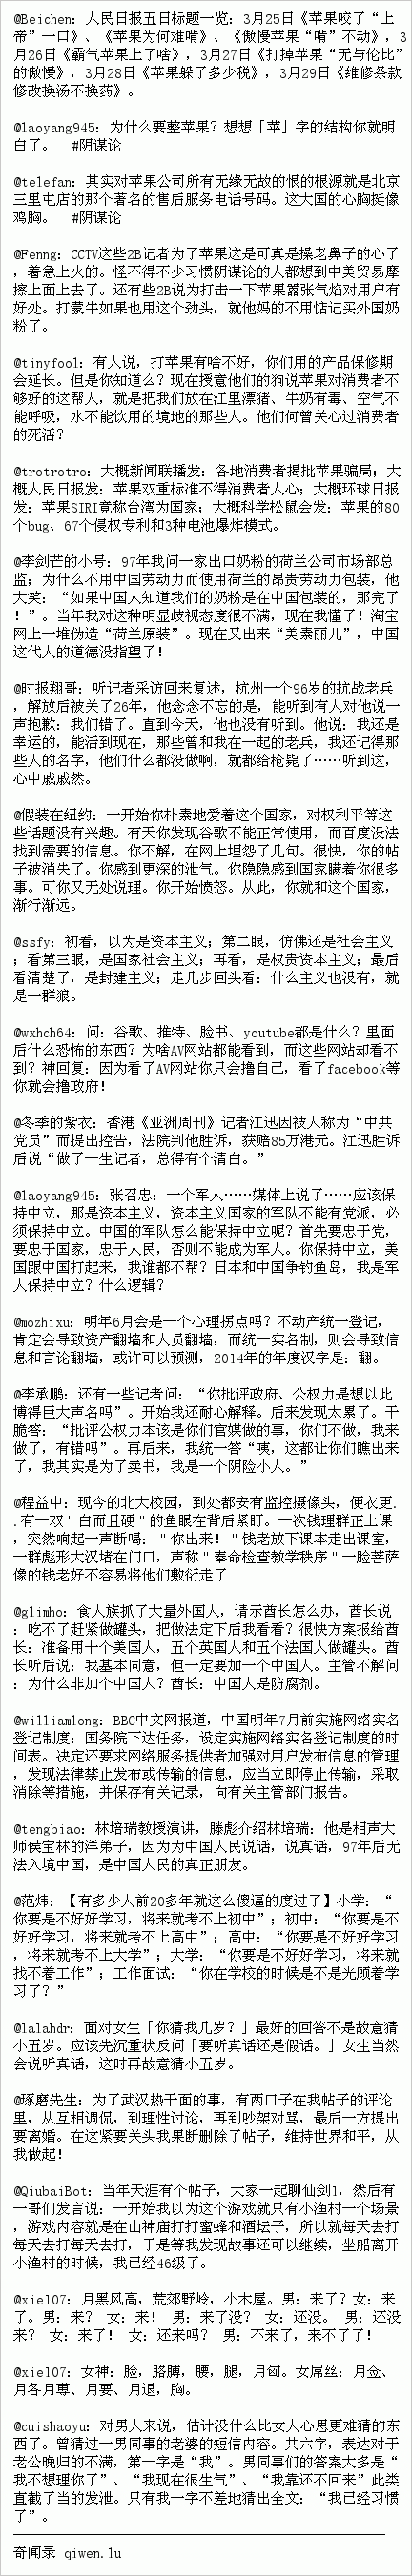 @Beichen: 人民日报五日标题一览：3月25日《苹果咬了“上
帝”一口》、《苹果为何难啃》、《傲慢苹果“啃”不动》，3
月26日《霸气苹果上了啥》，3月27日《打掉苹果“无与伦比”
的傲慢》，3月28日《苹果躲了多少税》，3月29日《维修条款
修改换汤不换药》。
@laoyang945: 为什么要整苹果？想想「苹」字的结构你就明
白了。 #阴谋论
@telefan: 其实对苹果公司所有无缘无故的恨的根源就是北京
三里屯店的那个著名的售后服务电话号码。这大国的心胸挺像
鸡胸。 #阴谋论
@Fenng: CCTV这些2B记者为了苹果这是可真是操老鼻子的心了
，着急上火的。怪不得不少习惯阴谋论的人都想到中美贸易摩
擦上面上去了。还有些2B说为打击一下苹果嚣张气焰对用户有
好处。打蒙牛如果也用这个劲头，就他妈的不用惦记买外国奶
粉了。
@tinyfool: 有人说，打苹果有啥不好，你们用的产品保修期
会延长。但是你知道么？现在授意他们的狗说苹果对消费者不
够好的这帮人，就是把我们放在江里漂猪、牛奶有毒、空气不
能呼吸，水不能饮用的境地的那些人。他们何曾关心过消费者
的死活？
@trotrotro: 大概新闻联播发：各地消费者揭批苹果骗局；大
概人民日报发：苹果双重标准不得消费者人心；大概环球日报
发：苹果SIRI竟称台湾为国家；大概科学松鼠会发：苹果的80
个bug、67个侵权专利和3种电池爆炸模式。
@李剑芒的小号: 97年我问一家出口奶粉的荷兰公司市场部总
监；为什么不用中国劳动力而使用荷兰的昂贵劳动力包装，他
大笑：“如果中国人知道我们的奶粉是在中国包装的，那完了
！”。当年我对这种明显歧视态度很不满，现在我懂了！淘宝
网上一堆伪造“荷兰原装”。现在又出来“美素丽儿”，中国
这代人的道德没指望了！
@时报翔哥: 听记者采访回来复述，杭州一个96岁的抗战老兵
，解放后被关了26年，他念念不忘的是，能听到有人对他说一
声抱歉：我们错了。直到今天，他也没有听到。他说：我还是
幸运的，能活到现在，那些曾和我在一起的老兵，我还记得那
些人的名字，他们什么都没做啊，就都给枪毙了……听到这，
心中戚戚然。
@假装在纽约: 一开始你朴素地爱着这个国家，对权利平等这
些话题没有兴趣。有天你发现谷歌不能正常使用，而百度没法
找到需要的信息。你不解，在网上埋怨了几句。很快，你的帖
子被消失了。你感到更深的泄气。你隐隐感到国家瞒着你很多
事。可你又无处说理。你开始愤怒。从此，你就和这个国家，
渐行渐远。
@ssfy: 初看，以为是资本主义；第二眼，仿佛还是社会主义
；看第三眼，是国家社会主义；再看，是权贵资本主义；最后
看清楚了，是封建主义；走几步回头看：什么主义也没有，就
是一群狼。
@wxhch64: 问：谷歌、推特、脸书、youtube都是什么？里面
后什么恐怖的东西？为啥AV网站都能看到，而这些网站却看不
到？神回复：因为看了AV网站你只会撸自己，看了facebook等
你就会撸政府！
@冬季的紫衣: 香港《亚洲周刊》记者江迅因被人称为“中共
党员”而提出控告，法院判他胜诉，获赔85万港元。江迅胜诉
后说“做了一生记者，总得有个清白。”
@laoyang945: 张召忠：一个军人……媒体上说了……应该保
持中立，那是资本主义，资本主义国家的军队不能有党派，必
须保持中立。中国的军队怎么能保持中立呢？首先要忠于党，
要忠于国家，忠于人民，否则不能成为军人。你保持中立，美
国跟中国打起来，我谁都不帮？日本和中国争钓鱼岛，我是军
人保持中立？什么逻辑？
@mozhixu: 明年6月会是一个心理拐点吗？不动产统一登记，
肯定会导致资产翻墙和人员翻墙，而统一实名制，则会导致信
息和言论翻墙，或许可以预测，2014年的年度汉字是：翻。
@李承鹏: 还有一些记者问：“你批评政府、公权力是想以此
博得巨大声名吗”。开始我还耐心解释。后来发现太累了。干
脆答：“批评公权力本该是你们官媒做的事，你们不做，我来
做了，有错吗”。再后来，我统一答“咦，这都让你们瞧出来
了，我其实是为了卖书，我是一个阴险小人。”
@程益中: 现今的北大校园，到处都安有监控摄像头，便衣更.
.有一双＂白而且硬＂的鱼眼在背后紧盯。一次钱理群正上课
，突然响起一声断喝：＂你出来！＂钱老放下课本走出课室，
一群彪形大汉堵在门口，声称＂奉命检查教学秩序＂一脸菩萨
像的钱老好不容易将他们敷衍走了
@glimho: 食人族抓了大量外国人，请示酋长怎么办，酋长说
：吃不了赶紧做罐头，把做法定下后我看看？很快方案报给酋
长：准备用十个美国人，五个英国人和五个法国人做罐头。酋
长听后说：我基本同意，但一定要加一个中国人。主管不解问
：为什么非加个中国人？酋长：中国人是防腐剂。
@williamlong: BBC中文网报道，中国明年7月前实施网络实名
登记制度：国务院下达任务，设定实施网络实名登记制度的时
间表。决定还要求网络服务提供者加强对用户发布信息的管理
，发现法律禁止发布或传输的信息，应当立即停止传输，采取
消除等措施，并保存有关记录，向有关主管部门报告。
@tengbiao: 林培瑞教授演讲，滕彪介绍林培瑞：他是相声大
师侯宝林的洋弟子，因为为中国人民说话，说真话，97年后无
法入境中国，是中国人民的真正朋友。
@范炜: 【有多少人前20多年就这么傻逼的度过了】小学：“
你要是不好好学习，将来就考不上初中”；初中：“你要是不
好好学习，将来就考不上高中”；高中：“你要是不好好学习
，将来就考不上大学”；大学：“你要是不好好学习，将来就
找不着工作”；工作面试：“你在学校的时候是不是光顾着学
习了？”
@lalahdr: 面对女生「你猜我几岁？」最好的回答不是故意猜
小五岁。应该先沉重状反问「要听真话还是假话。」女生当然
会说听真话，这时再故意猜小五岁。
@琢磨先生: 为了武汉热干面的事，有两口子在我帖子的评论
里，从互相调侃，到理性讨论，再到吵架对骂，最后一方提出
要离婚。在这紧要关头我果断删除了帖子，维持世界和平，从
我做起！
@QiubaiBot: 当年天涯有个帖子，大家一起聊仙剑1，然后有
一哥们发言说：一开始我以为这个游戏就只有小渔村一个场景
，游戏内容就是在山神庙打打蜜蜂和酒坛子，所以就每天去打
每天去打每天去打，于是等我发现故事还可以继续，坐船离开
小渔村的时候，我已经46级了。
@xie107: 月黑风高，荒郊野岭，小木屋。男：来了？女：来
了。男：来？ 女：来！ 男：来了没？ 女：还没。 男：还没
来？ 女：来了！ 女：还来吗？ 男：不来了，来不了了！
@xie107: 女神：脸，胳膊，腰，腿，月匈。女屌丝：月佥、
月各月尃、月要、月退，胸。
@cuishaoyu: 对男人来说，估计没什么比女人心思更难猜的东
西了。曾猜过一男同事的老婆的短信内容。共六字，表达对于
老公晚归的不满，第一字是“我”。男同事们的答案大多是“
我不想理你了”、“我现在很生气”、“我靠还不回来”此类
直截了当的发泄。只有我一字不差地猜出全文：“我已经习惯
了”。
奇闻录 qiwen.lu